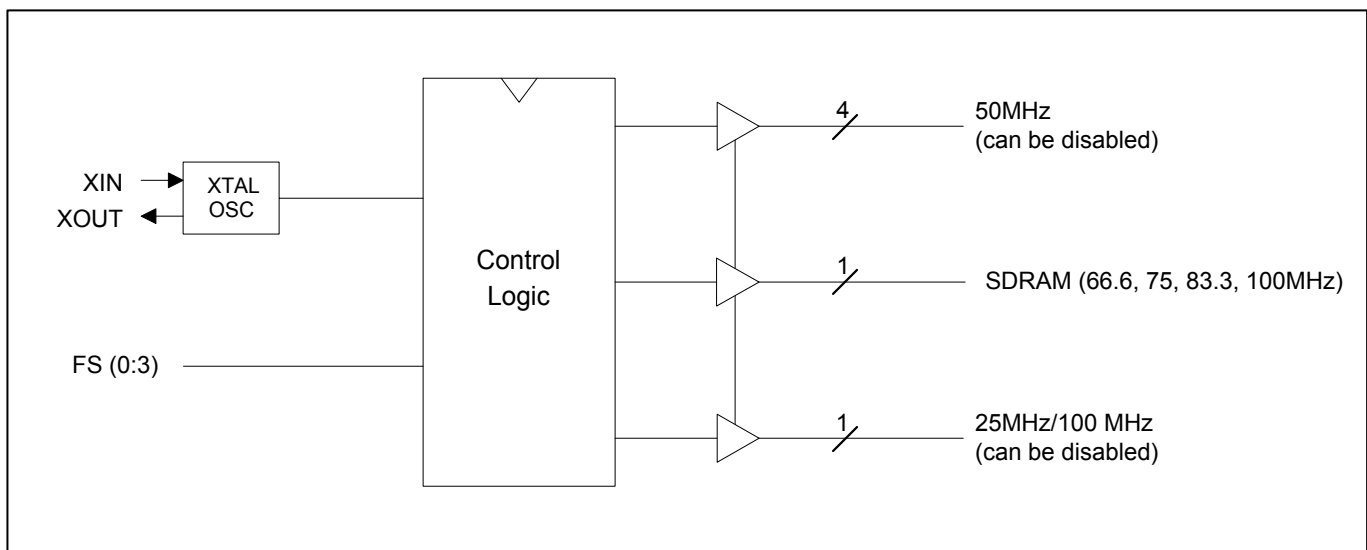 XIN
XOUT
XTAL
OSC
FS (0:3)
Control
Logic
4
50MHz
(can be disabled)
1
SDRAM (66.6, 75, 83.3, 100MHz)
1
25MHz/100 MHz
(can be disabled)